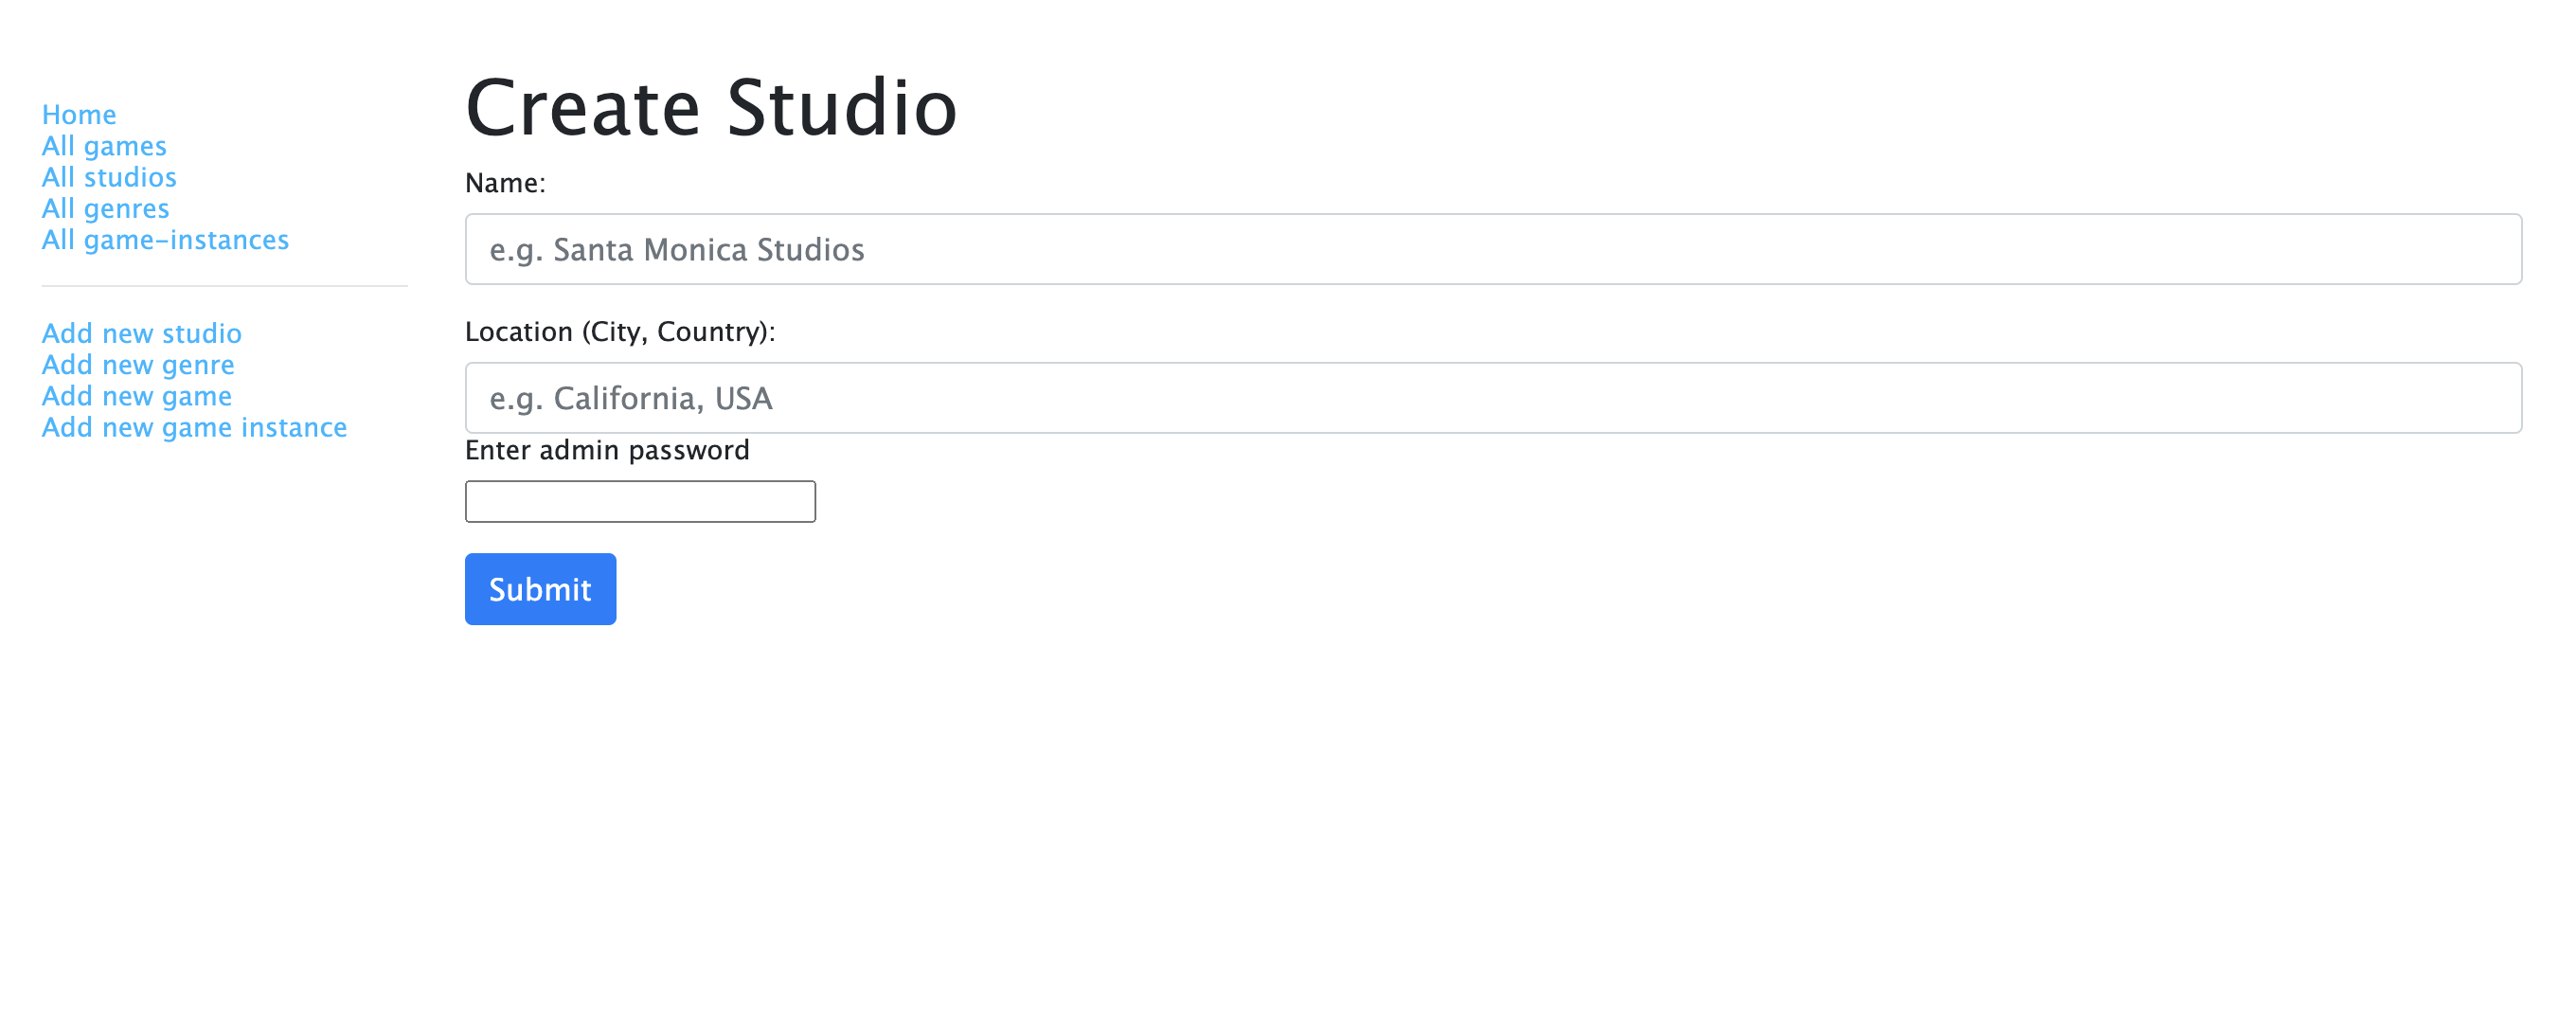 Home
All games
All studios
All genres
All game-instances
Add new studio
Add new genre
Add new game
Add new game instance
Create Studio
Name:
e.g. Santa Monica Studios
Location (City, Country):
e.g. California, USA
Enter admin password
Submit